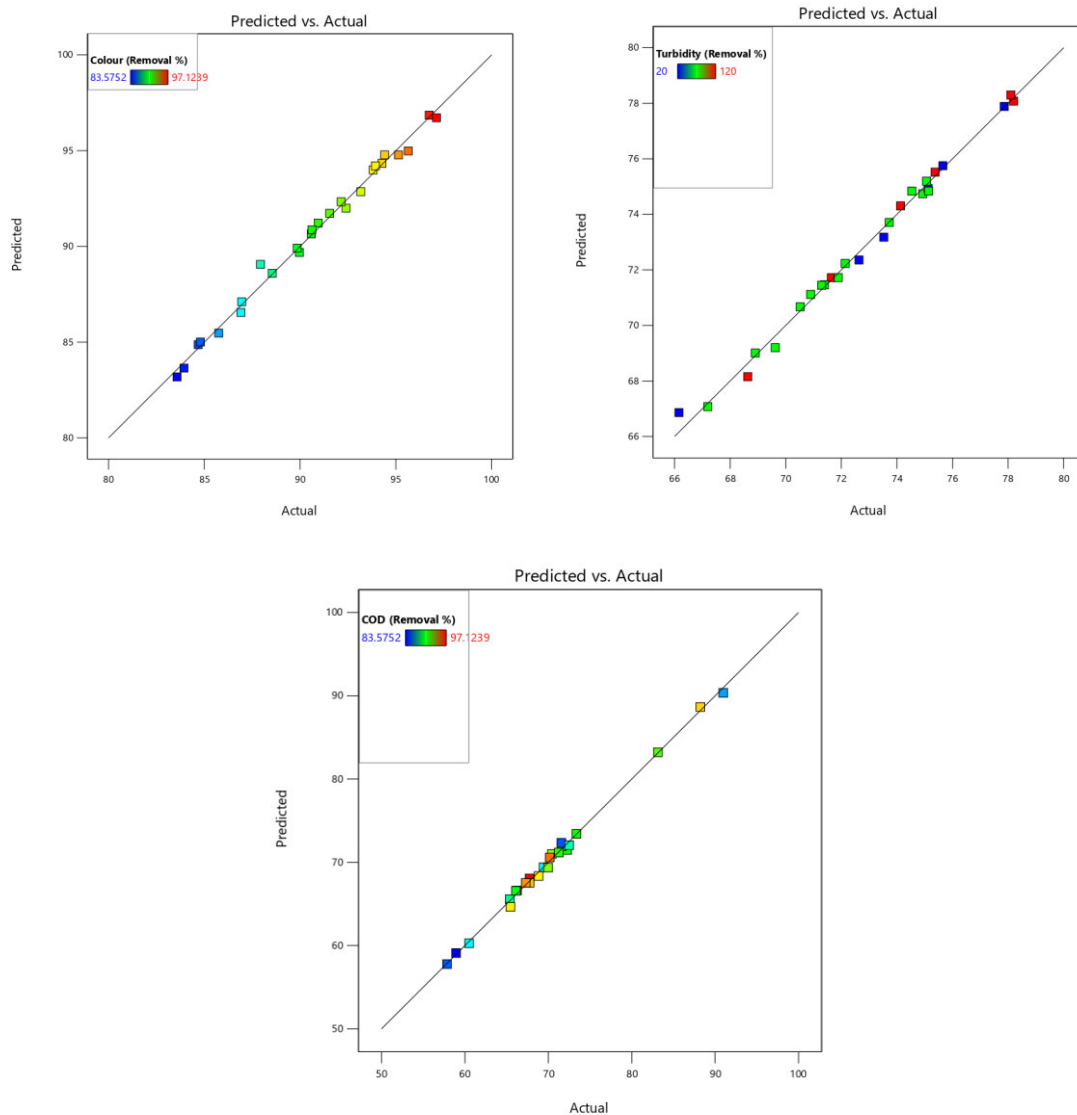 Predicted vs. Actual
Colour (Removal %)
83.5752 97.1239
100
95
90
85
80
Predicted
80 85 90 95 100
Actual
Predicted vs. Actual
Turbidity (Removal %)
20 120
80
78
76
74
72
70
68
66
Predicted
66 68 70 72 74 76 78 80
Actual
Predicted vs. Actual
COD (Removal %)
83.5752 97.1239
100
90
80
70
60
50
Predicted
50 60 70 80 90 100
Actual